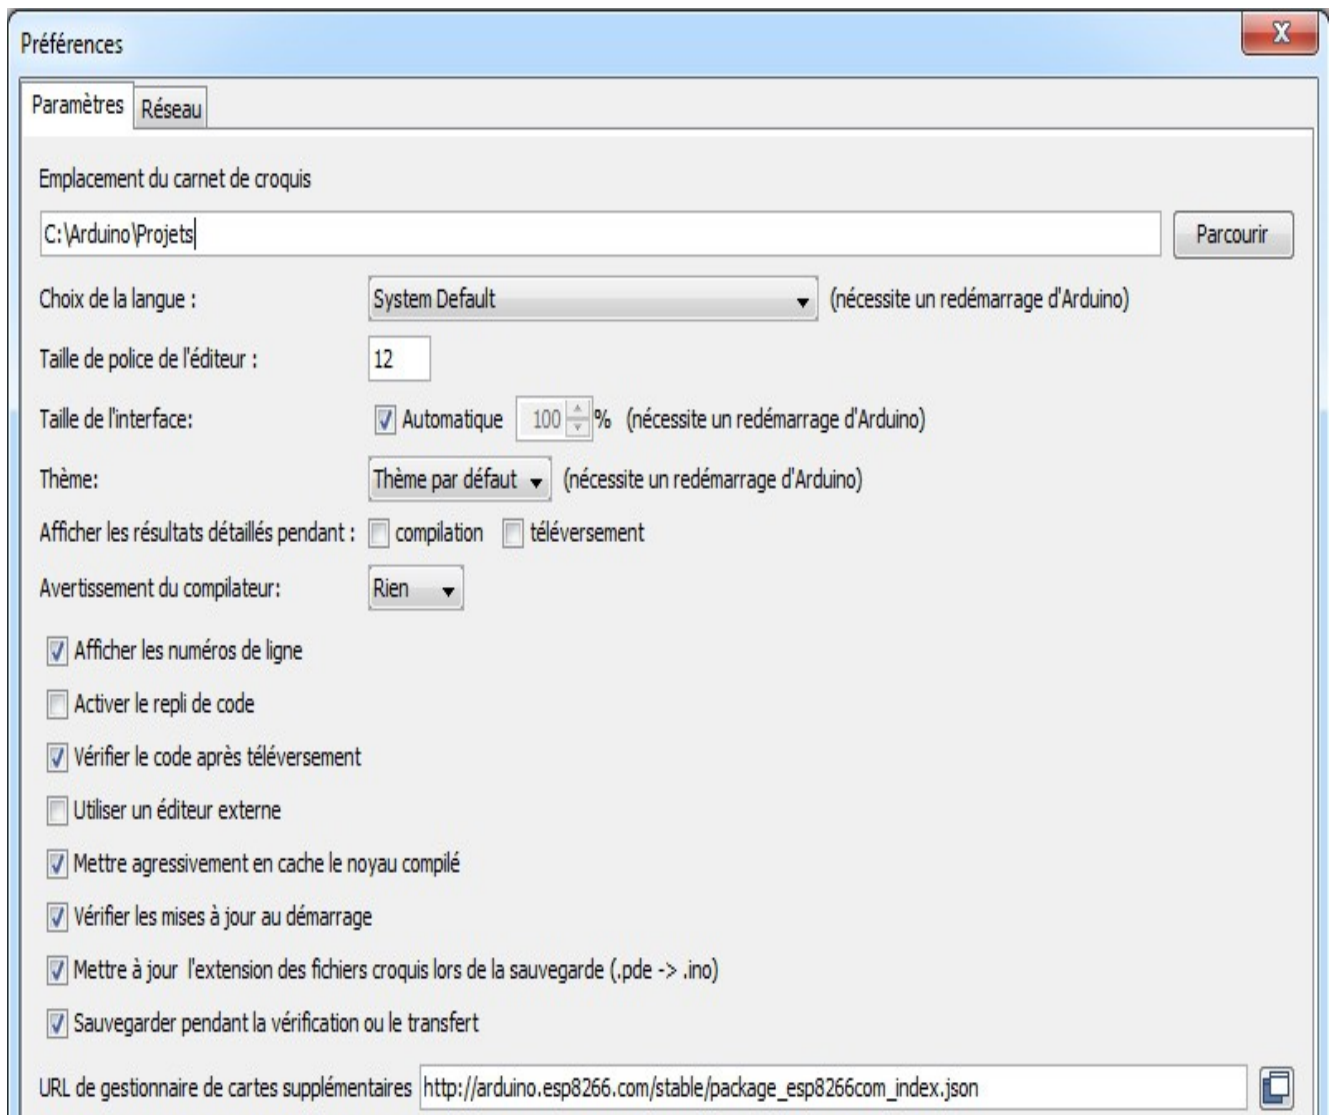 Préférences
Paramètres Réseau
Emplacement du carnet de croquis
C:\Arduino\Projets Parcourir
Choix de la langue : System Default (nécessite un redémarrage d'Arduino)
Taille de police de l'éditeur : 12
Taille de l'interface: Automatique 100 % (nécessite un redémarrage d'Arduino)
Thème: Thème par défaut (nécessite un redémarrage d'Arduino)
Afficher les résultats détaillés pendant : compilation téléversement
Avertissement du compilateur: Rien
Afficher les numéros de ligne
Activer le repli de code
Vérifier le code après téléversement
Utiliser un éditeur externe
Mettre agressivement en cache le noyau compilé
Vérifier les mises à jour au démarrage
Mettre à jour l'extension des fichiers croquis lors de la sauvegarde (.pde -> .ino)
Sauvegarder pendant la vérification ou le transfert
URL de gestionnaire de cartes supplémentaires http://arduino.esp8266.com/stable/package_esp8266com_index.json